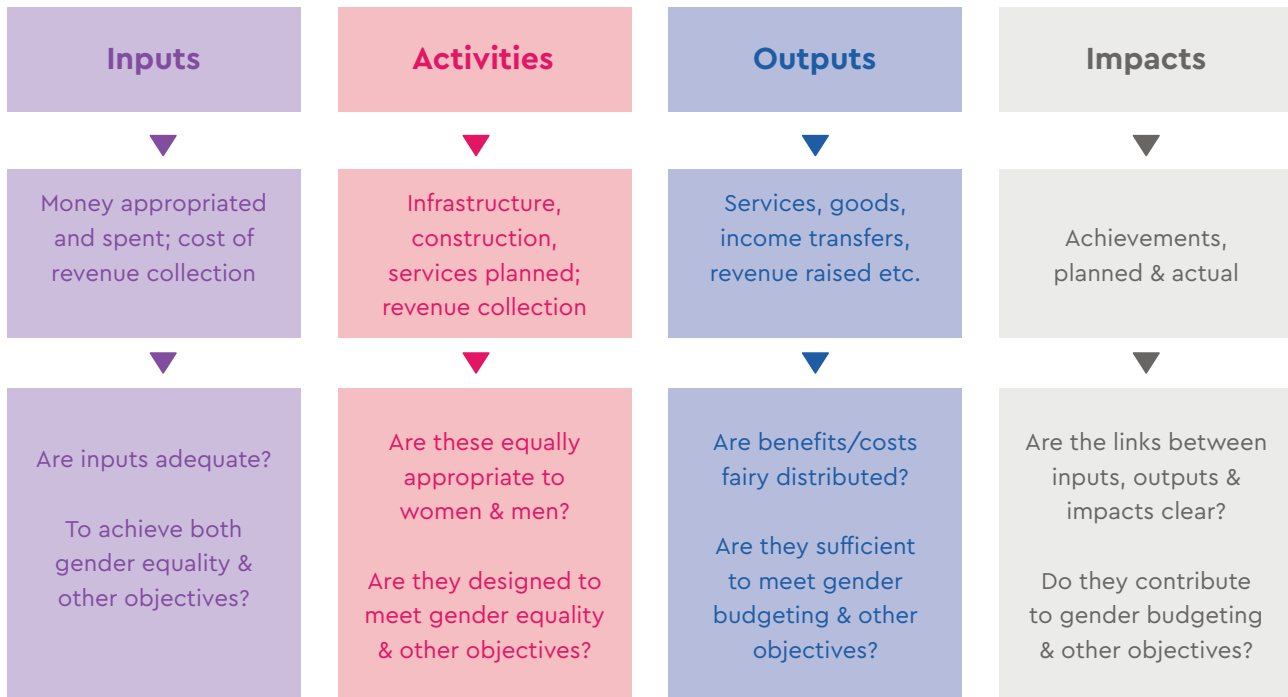 Inputs
Money appropriated
and spent; cost of
revenue collection
Are inputs adequate?
To achieve both
gender equality &
other objectives?
Activities
Infrastructure,
construction,
services planned;
revenue collection
Are these equally
appropriate to
women & men?
Are they designed to
meet gender equality
& other objectives?
Outputs
Services, goods,
income transfers,
revenue raised etc.
Are benefits/costs
fairy distributed?
Are they sufficient
to meet gender
budgeting & other
objectives?
Impacts
Achievements,
planned & actual
Are the links between
inputs, outputs &
impacts clear?
Do they contribute
to gender budgeting
& other objectives?